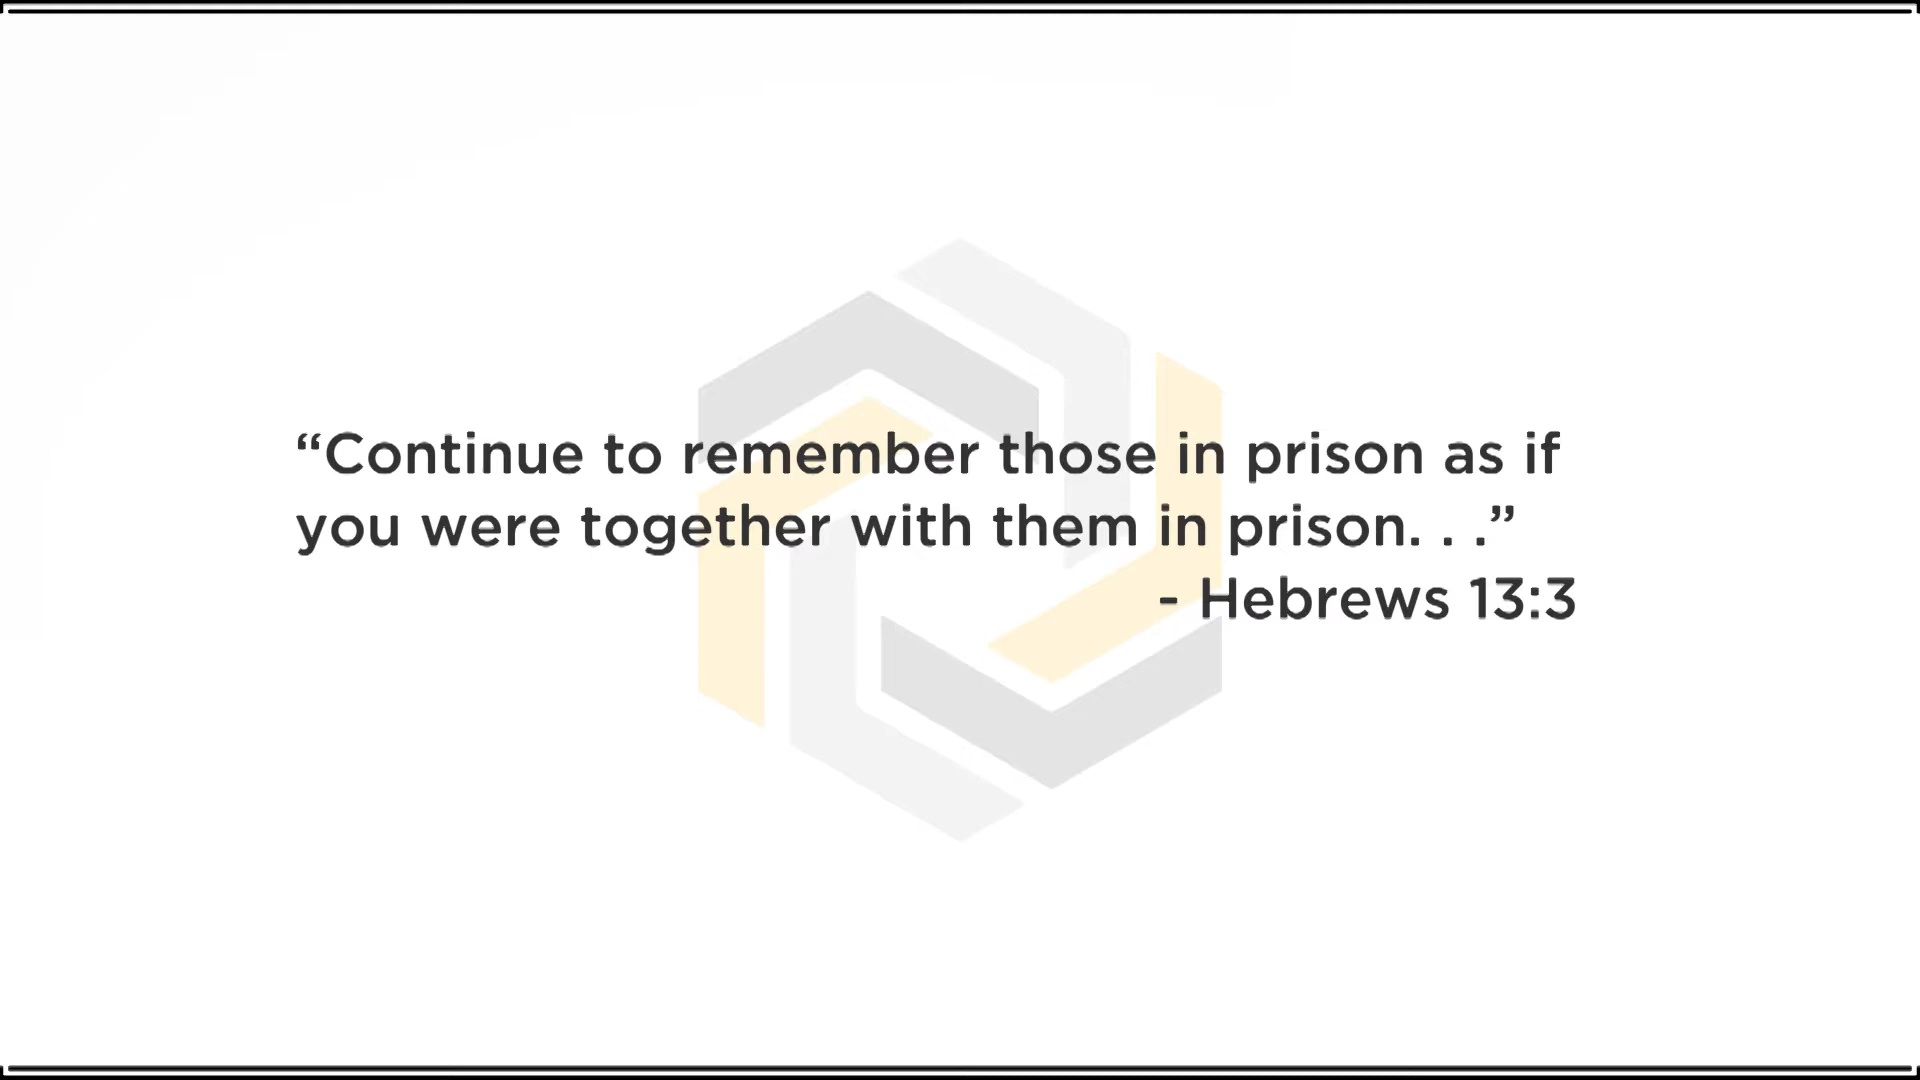 “Continue to remember those in prison as if
you were together with them in prison. . .”
- Hebrews 13:3